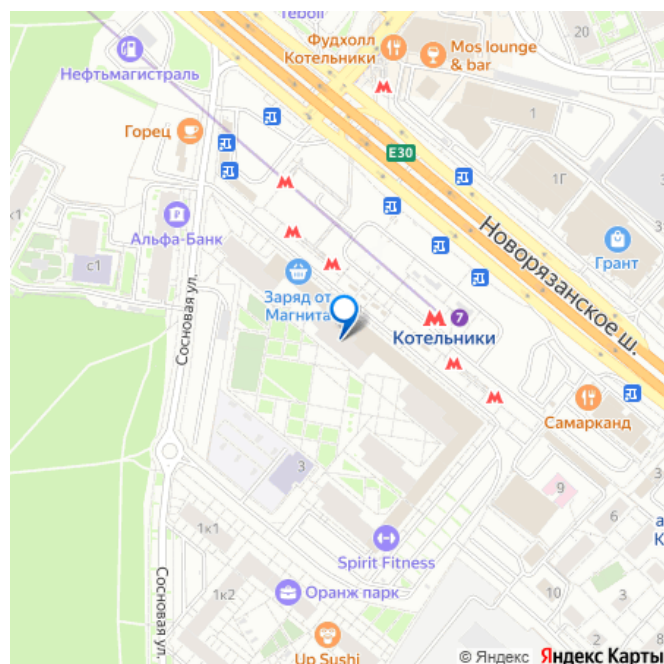 Teboil
20
Фудхолл
Котельники
Mos lounge
& bar
Нефтьмагистраль
1
Горец
E30
1Г
к1
Альфа-Банк
с1
Новорязанское ш.
Грант
Сосновая ул.
Заряд от
Магнита
7
Котельники
Самарканд
3
9
6
1к1
Spirit Fitness
10
1к2
Оранж парк
2
8
Сосновая ул.
Up Sushi
© Яндекс Яндекс Карты